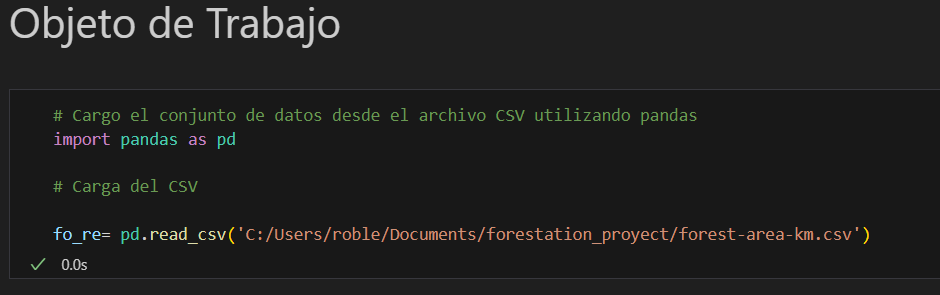 Objeto de Trabajo
# Cargo el conjunto de datos desde el archivo CSV utilizando pandas
import pandas as pd
# Carga del CSV
fo_re= pd.read_csv('C:/Users/roble/Documents/forestation_proyect/forest-area-km.csv')
✓ 0.0s